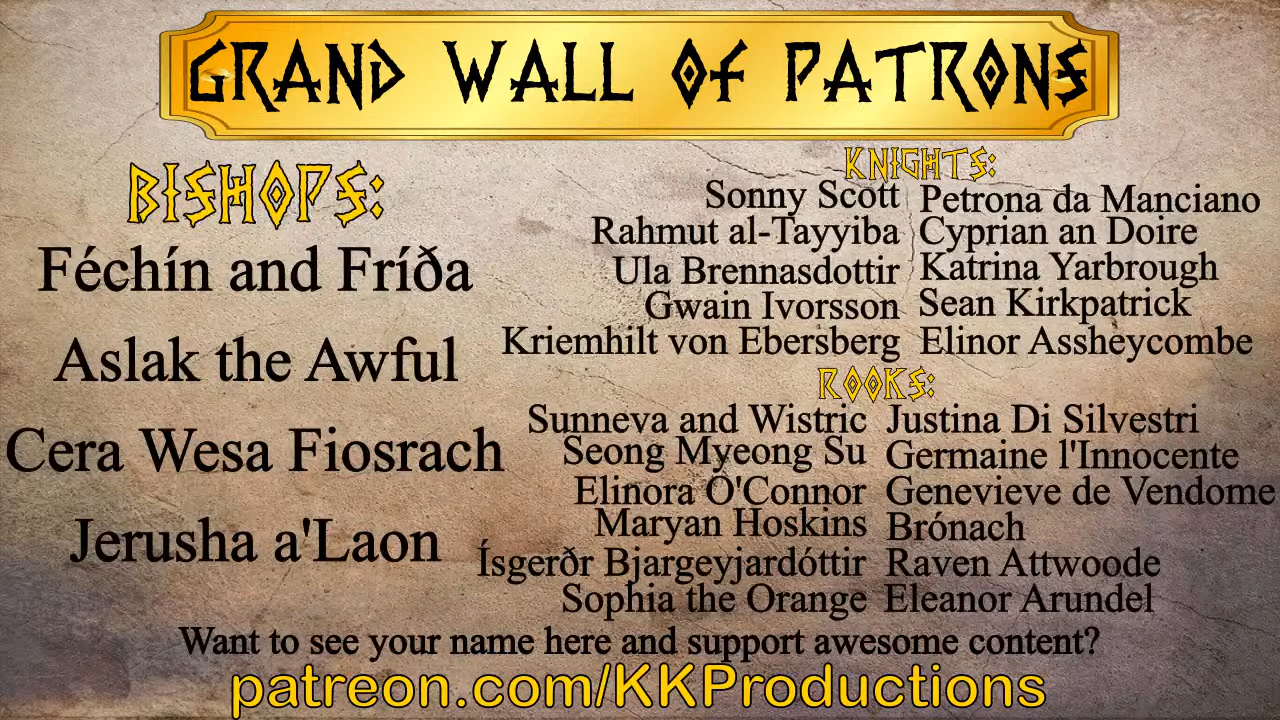 GRAND WALL OF PATRONS
BISHOPS:
Féchín and Fríða
Aslak the Awful
Cera Wesa Fiosrach
Jerusha a'Laon
KNIGHTS:
Sonny Scott Petrona da Manciano
Rahmut al-Tayyiba Cyprian an Doire
Ula Brennasdottir Katrina Yarbrough
Gwain Ivorsson Sean Kirkpatrick
Kriemhilt von Ebersberg Elinor Assheycombe
ROOKS:
Sunneva and Wistric Justina Di Silvestri
Seong Myeong Su Germaine l'Innocente
Elinora O'Connor Genevieve de Vendome
Maryan Hoskins Brónach
Ísgerðr Bjargeyjardóttir Raven Attwoode
Sophia the Orange Eleanor Arundel
Want to see your name here and support awesome content?
patreon.com/KKProductions